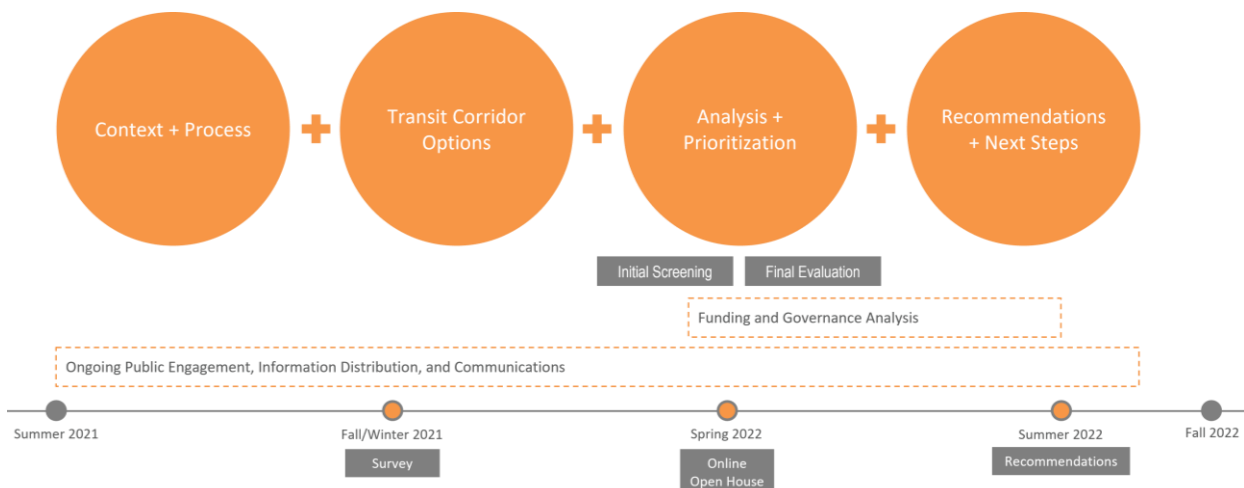 Context + Process
Transit Corridor
Options
Analysis +
Prioritization
Recommendations
+ Next Steps
Initial Screening
Final Evaluation
Funding and Governance Analysis
Ongoing Public Engagement, Information Distribution, and Communications
Summer 2021
Fall/Winter 2021
Spring 2022
Summer 2022
Fall 2022
Survey
Online
Open House
Recommendations